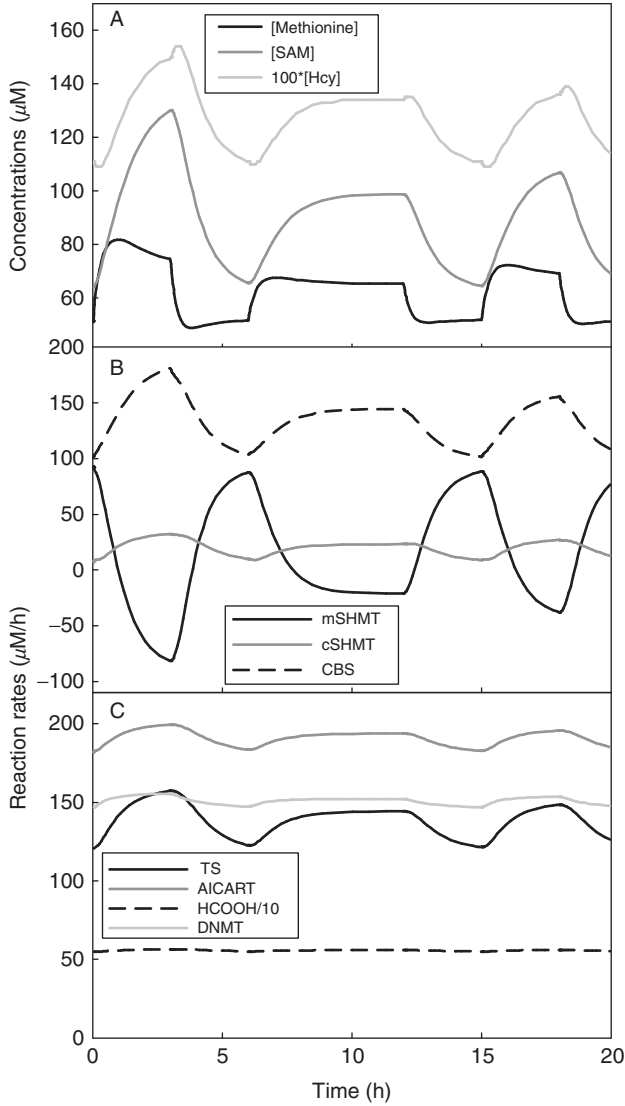 A
[Methionine]
[SAM]
100*[Hcy]
Concentrations (μM)
160
140
120
100
80
60
B
200
150
100
50
0
−50
−100
mSHMT
cSHMT
CBS
Reaction rates (μM/h)
C
200
150
100
50
0
TS
AICART
HCOOH/10
DNMT
0 5 10 15 20
Time (h)